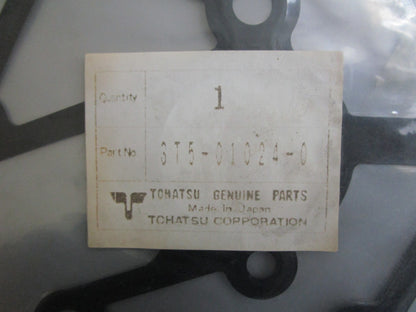 Quantity 1
Part No. 3T5-01024-0
TOHATSU GENUINE PARTS
Made in Japan
TOHATSU CORPORATION